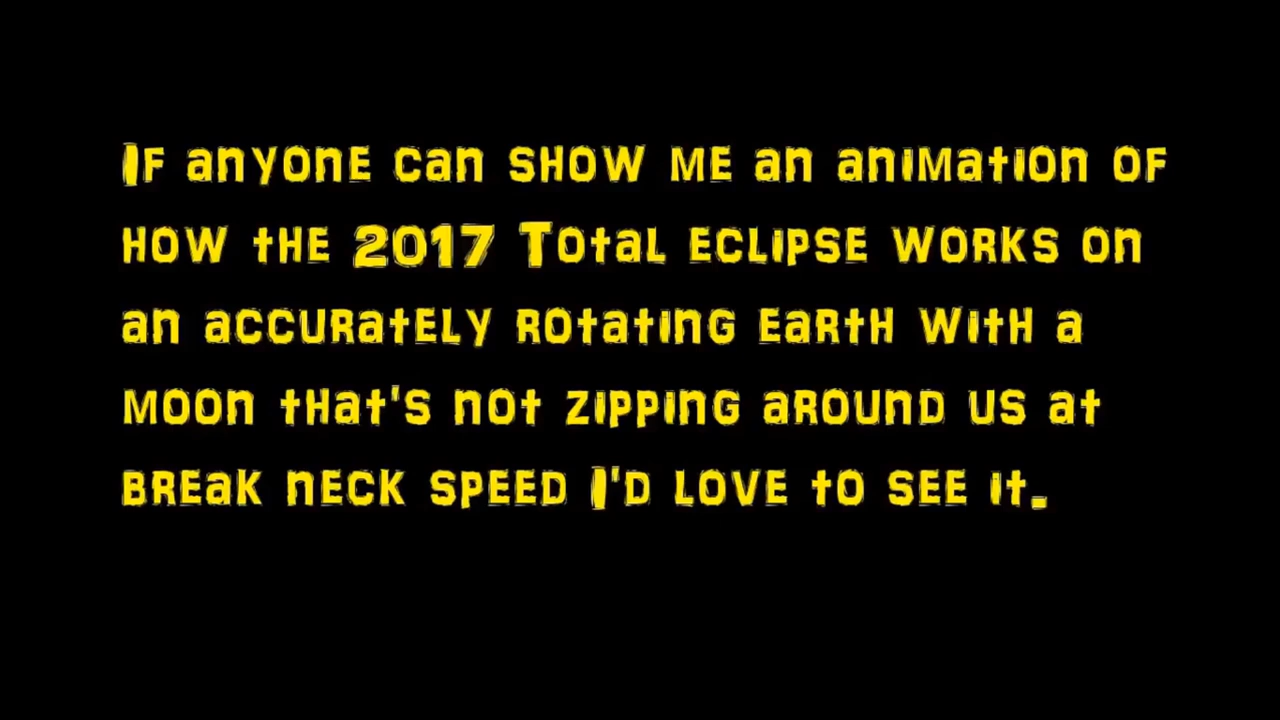 If anyone can show me an animation of
how the 2017 Total eclipse works on
an accurately rotating earth with a
moon that's not zipping around us at
break neck speed I'd love to see it.